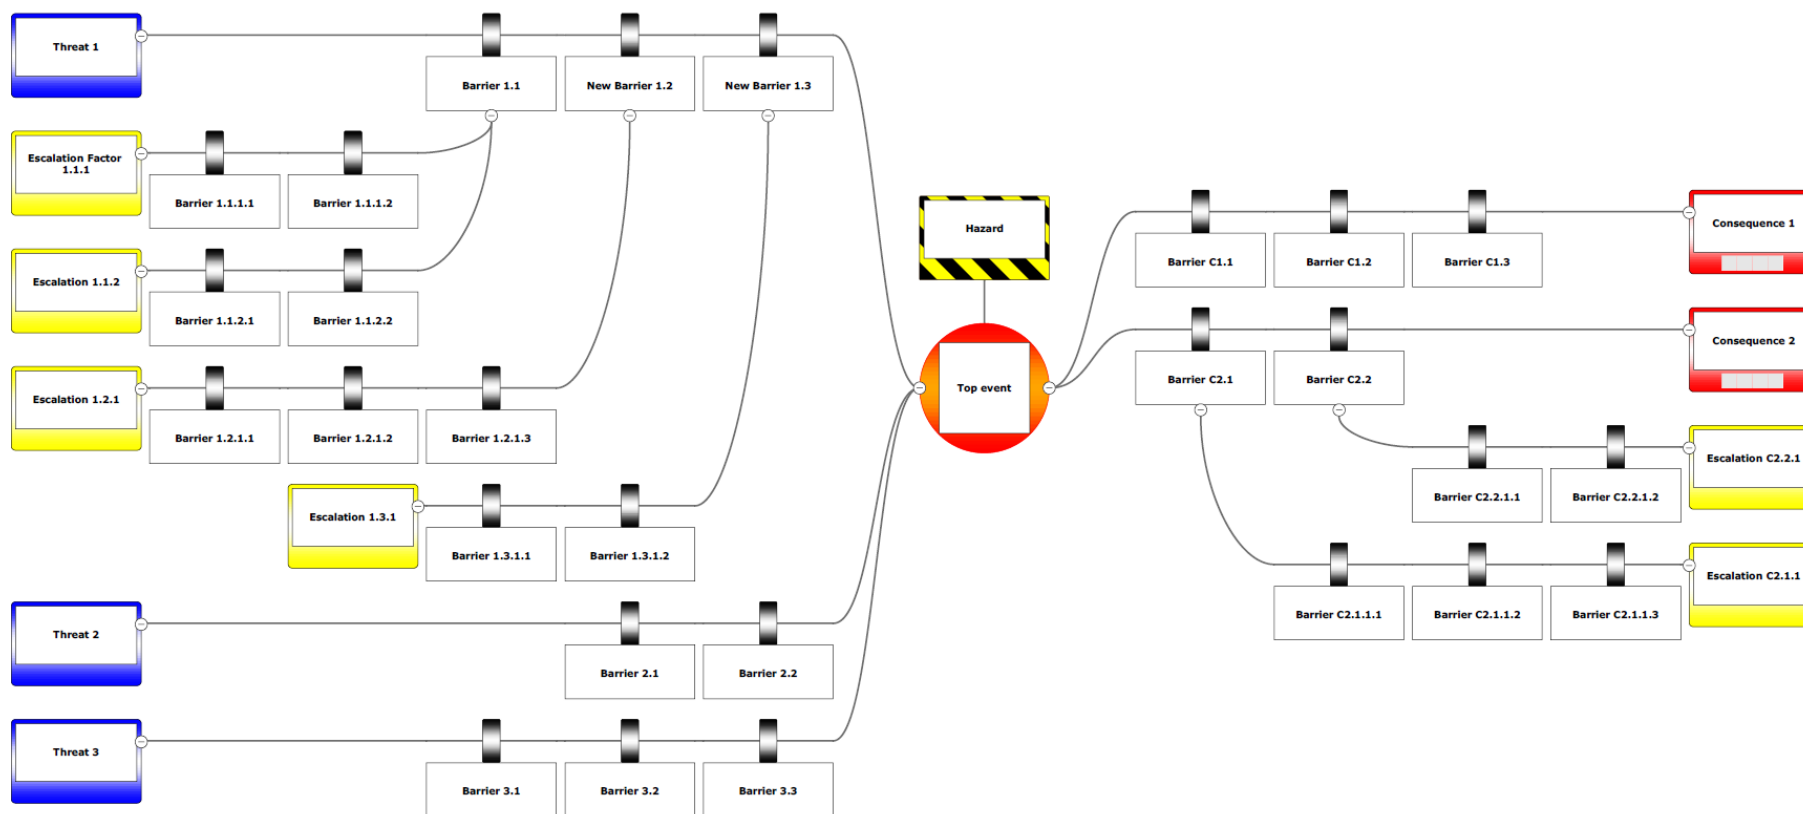 Threat 1
Barrier 1.1
New Barrier 1.2
New Barrier 1.3
Escalation Factor
1.1.1
Barrier 1.1.1.1
Barrier 1.1.1.2
Escalation 1.1.2
Barrier 1.1.2.1
Barrier 1.1.2.2
Escalation 1.2.1
Barrier 1.2.1.1
Barrier 1.2.1.2
Barrier 1.2.1.3
Escalation 1.3.1
Barrier 1.3.1.1
Barrier 1.3.1.2
Threat 2
Barrier 2.1
Barrier 2.2
Threat 3
Barrier 3.1
Barrier 3.2
Barrier 3.3
Hazard
Top event
Barrier C1.1
Barrier C1.2
Barrier C1.3
Consequence 1
Barrier C2.1
Barrier C2.2
Consequence 2
Barrier C2.2.1.1
Barrier C2.2.1.2
Escalation C2.2.1
Barrier C2.1.1.1
Barrier C2.1.1.2
Barrier C2.1.1.3
Escalation C2.1.1